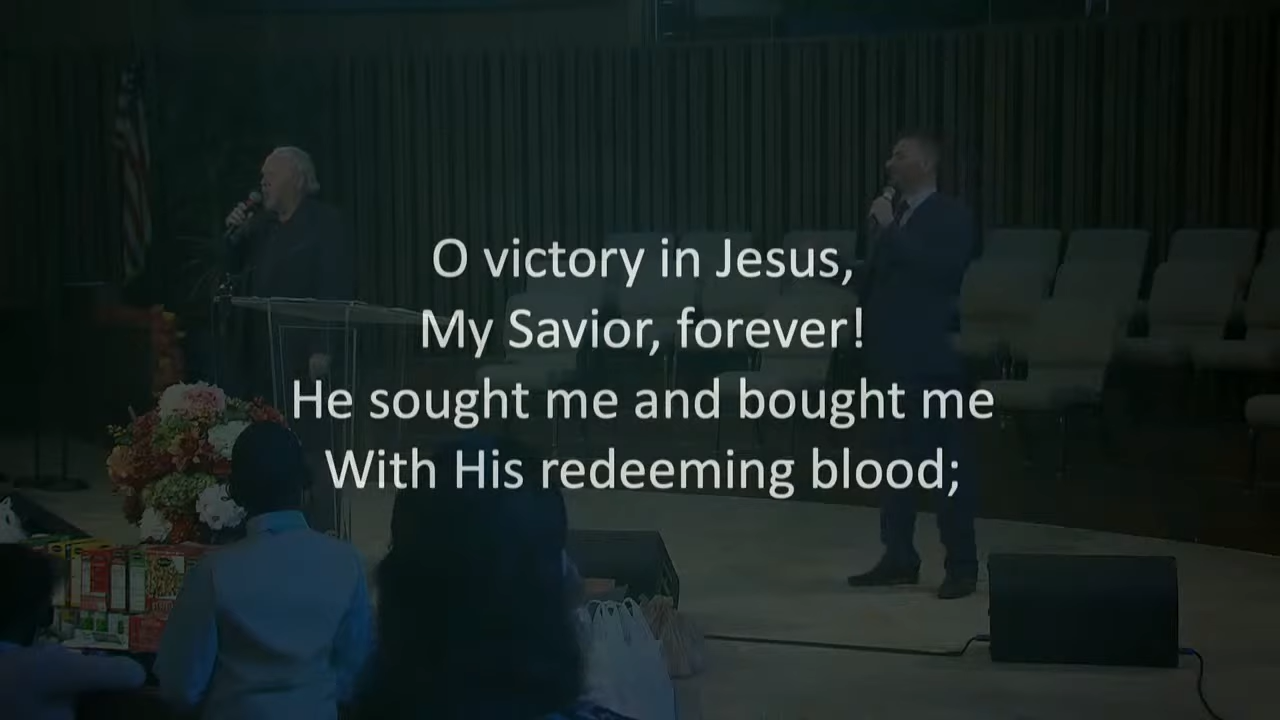 O victory in Jesus,
My Savior, forever!
He sought me and bought me
With His redeeming blood;